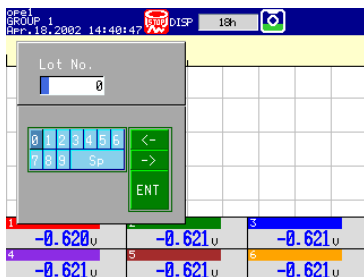 ope1
GROUP 1
Apr.18.2002 14:40:47 STOP DISP 18h
Lot No.
0
0 1 2 3 4 5 6 <-
7 8 9 Sp ->
ENT
1 2 3
-0.620V -0.621V -0.621V
4 5 6
-0.621V -0.621V -0.621V